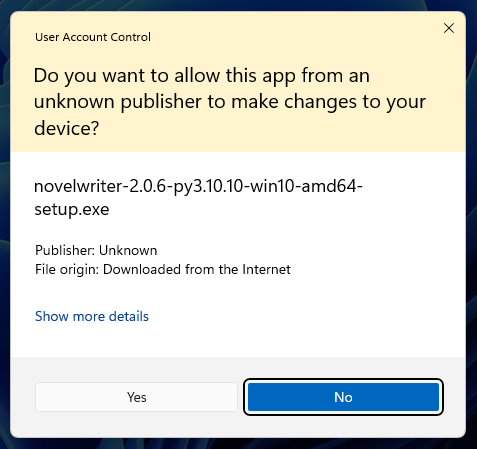 User Account Control
Do you want to allow this app from an
unknown publisher to make changes to your
device?
novelwriter-2.0.6-py3.10.10-win10-amd64-
setup.exe
Publisher: Unknown
File origin: Downloaded from the Internet
Show more details
Yes
No